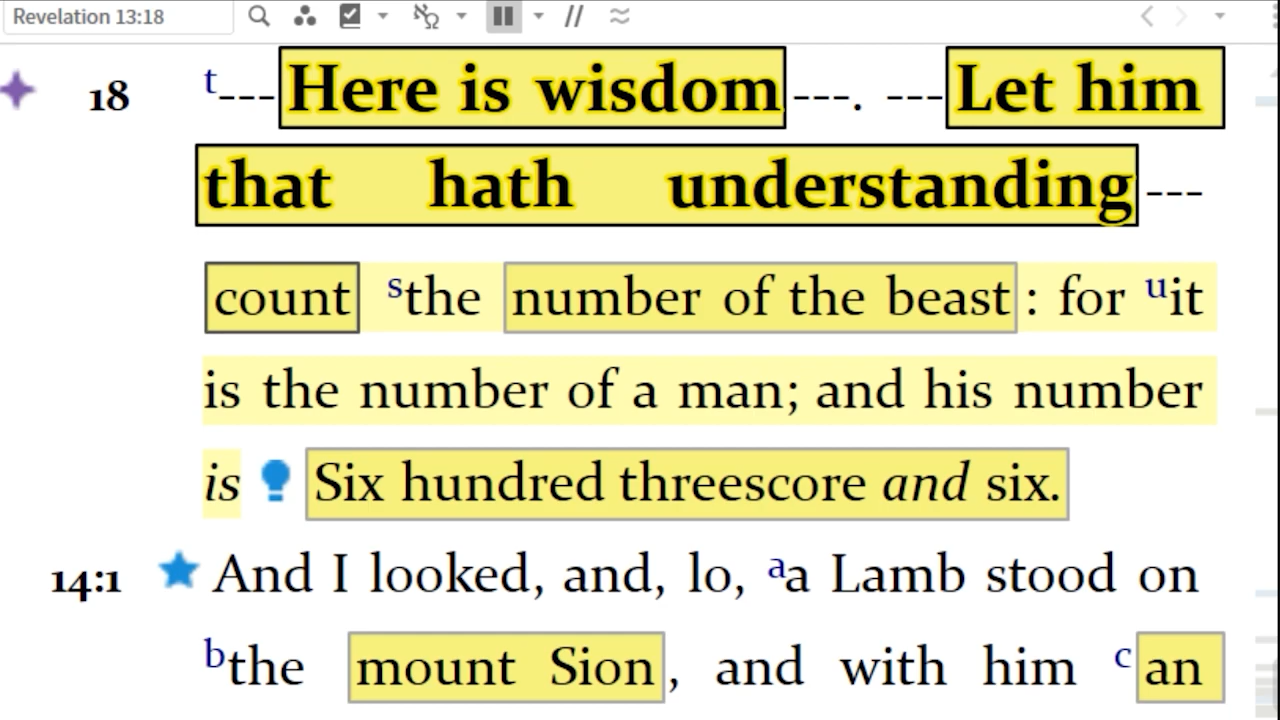 Revelation 13:18
18 t---Here is wisdom---. ---Let him
that hath understanding---
count sthe number of the beast: for uit
is the number of a man; and his number
is Six hundred threescore and six.
14:1 And I looked, and, lo, aa Lamb stood on
bthe mount Sion, and with him can